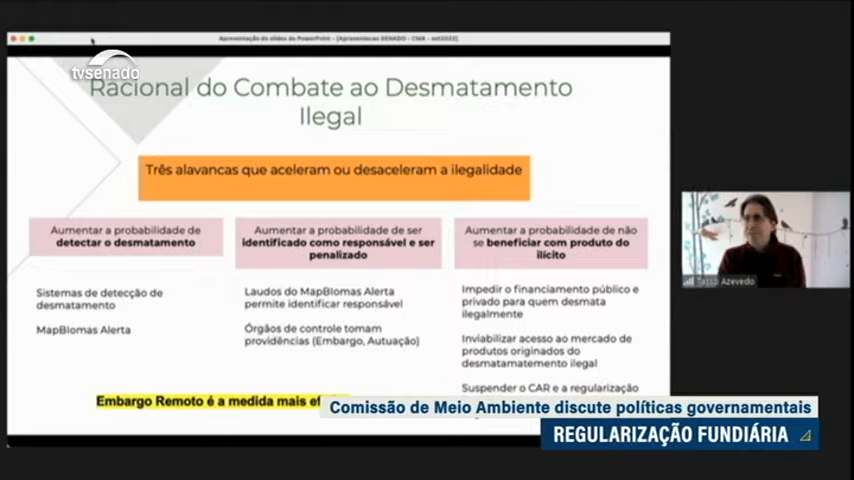 Apresentação de slides do PowerPoint - [Apresentacao SENADO - CMA - set2022]
tvsenado
Racional do Combate ao Desmatamento
Ilegal
Três alavancas que aceleram ou desaceleram a ilegalidade
Aumentar a probabilidade de
detectar o desmatamento
Sistemas de detecção de
desmatamento
MapBIomas Alerta
Aumentar a probabilidade de ser
identificado como responsável e ser
penalizado
Laudos do MapBIomas Alerta
permite identificar responsável
Órgãos de controle tomam
providências (Embargo, Autuação)
Aumentar a probabilidade de não
se beneficiar com produto do
ilícito
Impedir o financiamento público e
privado para quem desmata
ilegalmente
Inviabilizar acesso ao mercado de
produtos originados do
desmatamatemento ilegal
Suspender o CAR e a regularização
Embargo Remoto é a medida mais
Tasso Azevedo
Comissão de Meio Ambiente discute políticas governamentais
REGULARIZAÇÃO FUNDIÁRIA